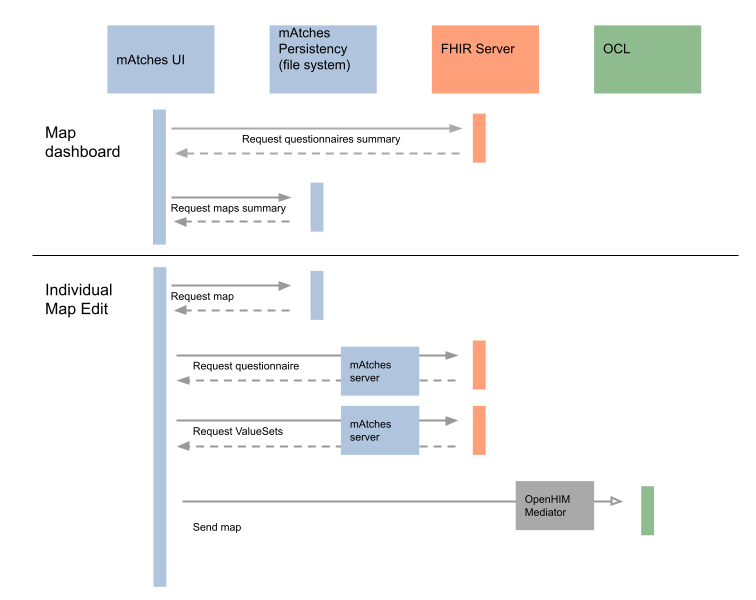 mAtches UI
mAtches
Persistency
(file system)
FHIR Server
OCL
Map
dashboard
Request questionnaires summary
Request maps summary
Individual
Map Edit
Request map
Request questionnaire
mAtches
server
Request ValueSets
mAtches
server
OpenHIM
Mediator
Send map